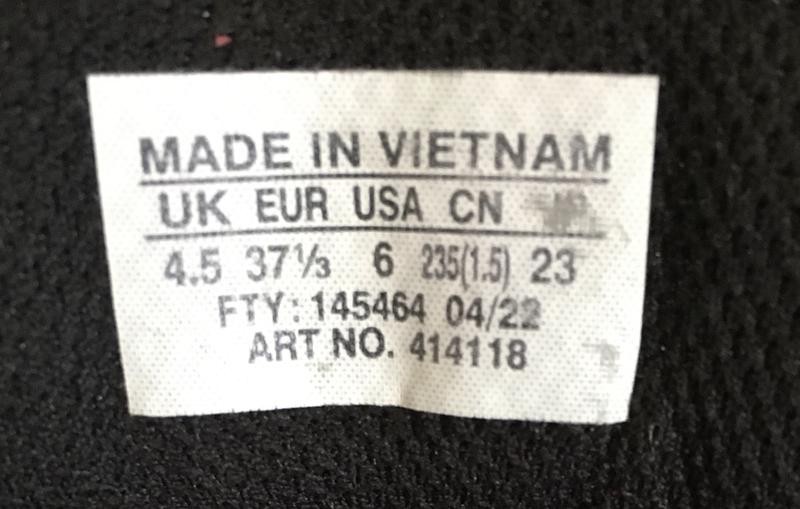 MADE IN VIETNAM
UK EUR USA CN
4.5 37⅓ 6 235(1.5) 23
FTY: 145464 04/22
ART NO. 414118